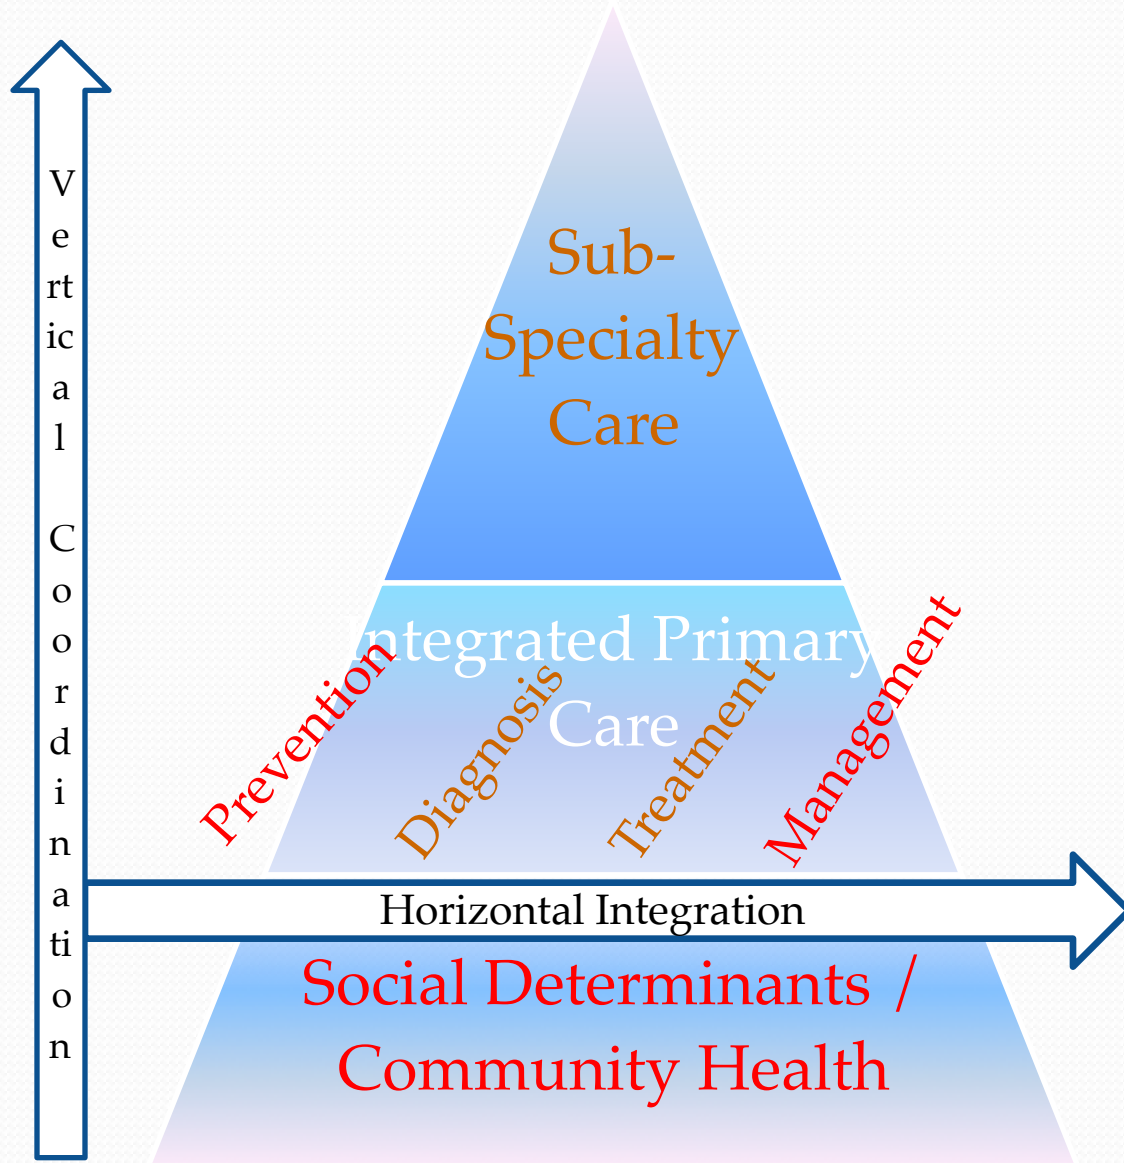 Vertical Coordination
Sub-
Specialty
Care
Integrated Primary
Care
Prevention
Diagnosis
Treatment
Management
Horizontal Integration
Social Determinants /
Community Health